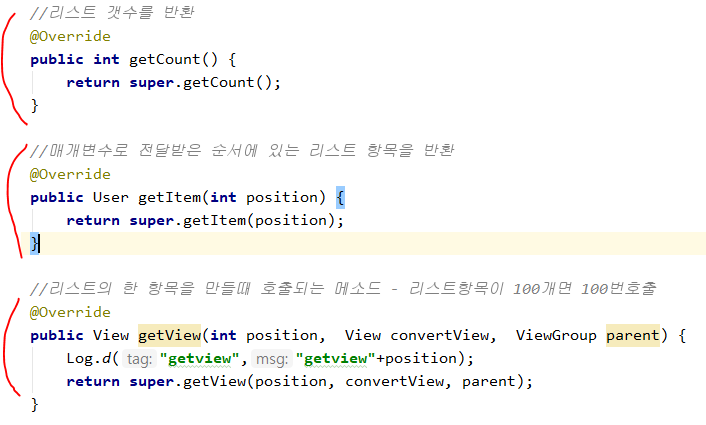 //리스트 갯수를 반환
@Override
public int getCount() {
    return super.getCount();
}
//매개변수로 전달받은 순서에 있는 리스트 항목을 반환
@Override
public User getItem(int position) {
    return super.getItem(position);
}
//리스트의 한 항목을 만들때 호출되는 메소드 - 리스트항목이 100개면 100번호출
@Override
public View getView(int position,  View convertView,  ViewGroup parent) {
    Log.d( tag: "getview", msg: "getview"+position);
    return super.getView(position, convertView, parent);
}